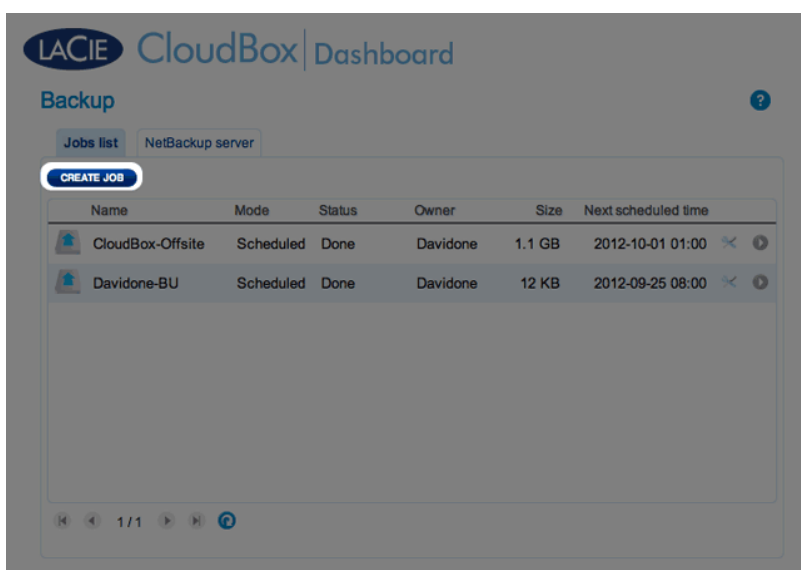 LACIE CloudBox Dashboard
Backup
?
Jobs list NetBackup server
CREATE JOB
Name Mode Status Owner Size Next scheduled time
CloudBox-Offsite Scheduled Done Davidone 1.1 GB 2012-10-01 01:00
Davidone-BU Scheduled Done Davidone 12 KB 2012-09-25 08:00
1/1